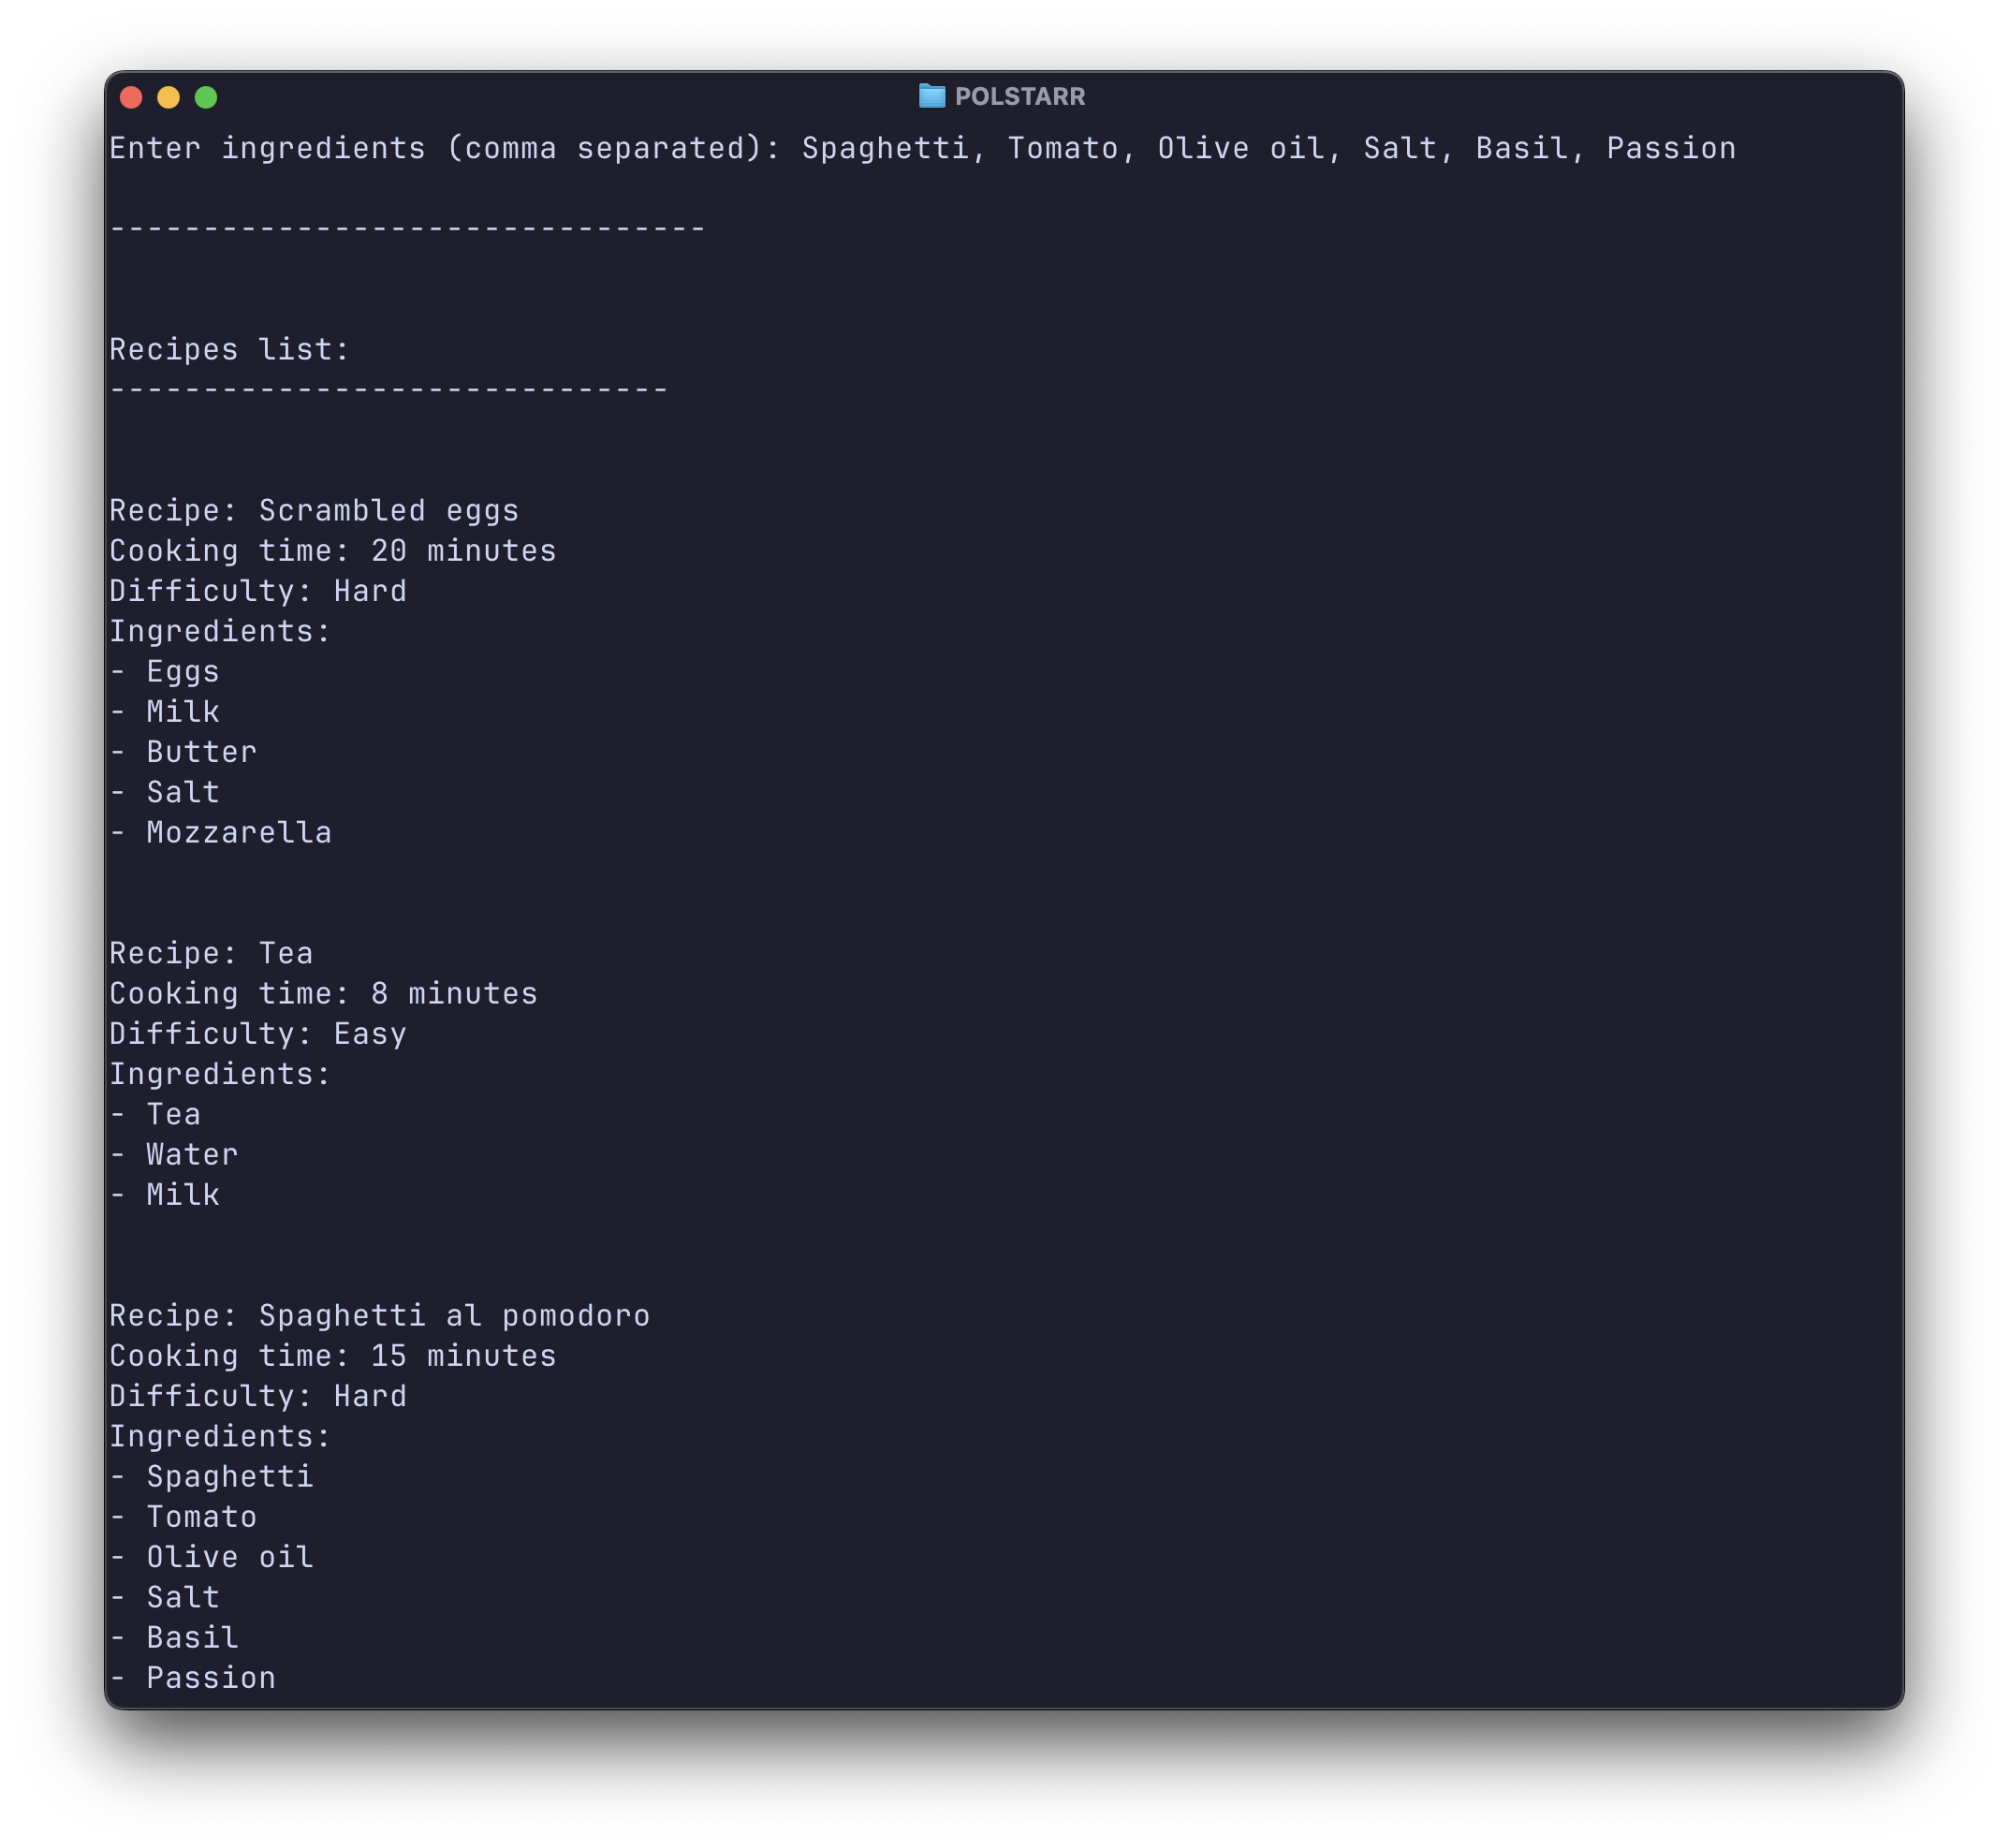 POLSTARR
Enter ingredients (comma separated): Spaghetti, Tomato, Olive oil, Salt, Basil, Passion
--------------------------------
Recipes list:
------------------------------
Recipe: Scrambled eggs
Cooking time: 20 minutes
Difficulty: Hard
Ingredients:
- Eggs
- Milk
- Butter
- Salt
- Mozzarella
Recipe: Tea
Cooking time: 8 minutes
Difficulty: Easy
Ingredients:
- Tea
- Water
- Milk
Recipe: Spaghetti al pomodoro
Cooking time: 15 minutes
Difficulty: Hard
Ingredients:
- Spaghetti
- Tomato
- Olive oil
- Salt
- Basil
- Passion